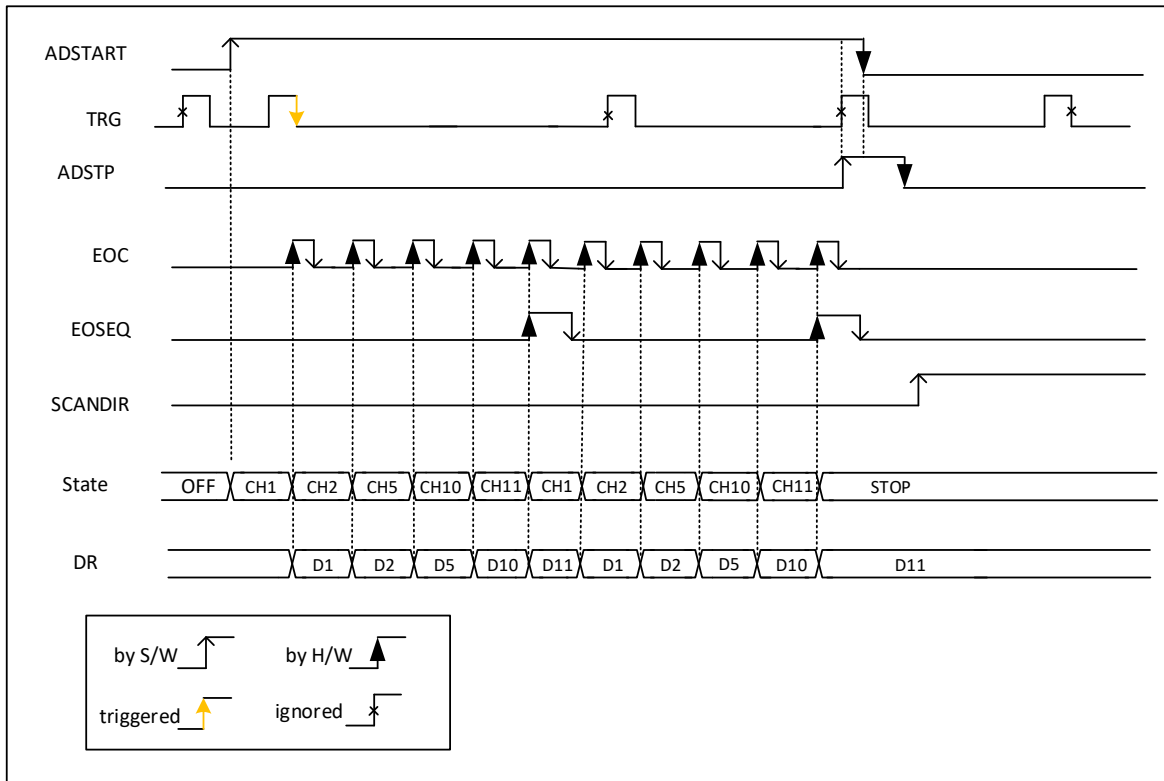 ADSTART
TRG
ADSTP
EOC
EOSEQ
SCANDIR
State OFF CH1 CH2 CH5 CH10 CH11 CH1 CH2 CH5 CH10 CH11 STOP
DR D1 D2 D5 D10 D11 D1 D2 D5 D10 D11
by S/W by H/W
triggered ignored